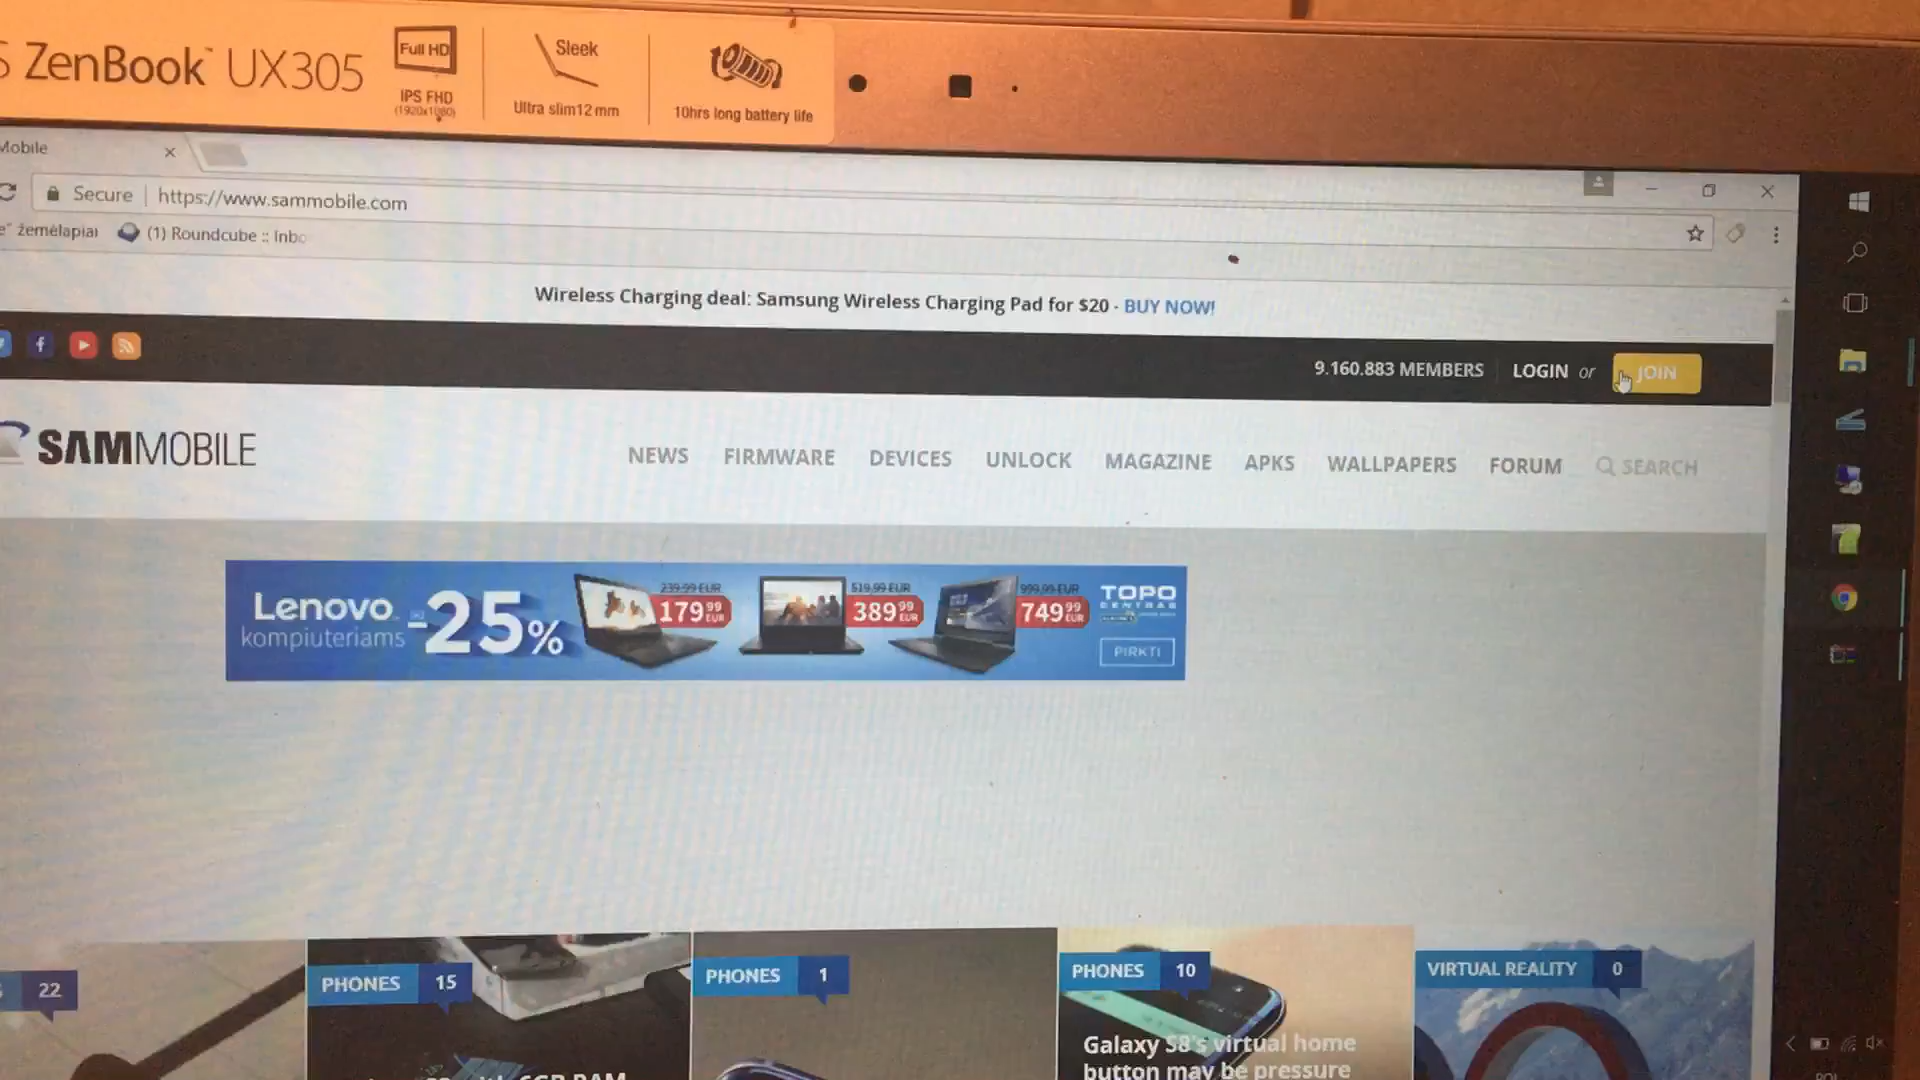 ZenBook™ UX305
Full HD
IPS FHD
(1920x1080)
Sleek
Ultra slim12 mm
10hrs long battery life
Mobile
Secure
https://www.sammobile.com
žemėlapiai
(1) Roundcube :: Inbo
Wireless Charging deal: Samsung Wireless Charging Pad for $20 - BUY NOW!
9.160.883 MEMBERS
LOGIN or
JOIN
SAMMOBILE
NEWS
FIRMWARE
DEVICES
UNLOCK
MAGAZINE
APKS
WALLPAPERS
FORUM
SEARCH
Lenovo
kompiuteriams
-25%
239,99 EUR
179 99 EUR
519,99 EUR
389 99 EUR
999,99 EUR
749 99 EUR
TOPO
CENTRAS
PIRKTI
22
PHONES 15
PHONES 1
PHONES 10
VIRTUAL REALITY 0
Galaxy S8's virtual home
button may be pressure
with 6GB RAM